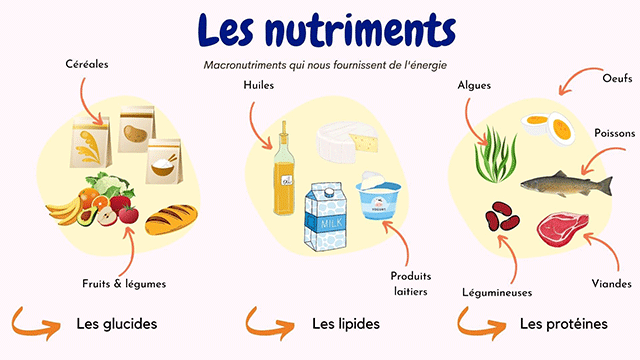 Les nutriments
Macronutriments qui nous fournissent de l'énergie
Céréales
Fruits & légumes
Les glucides
Huiles
MILK
Produits
laitiers
Les lipides
Algues
Oeufs
Poissons
Légumineuses
Viandes
Les protéines